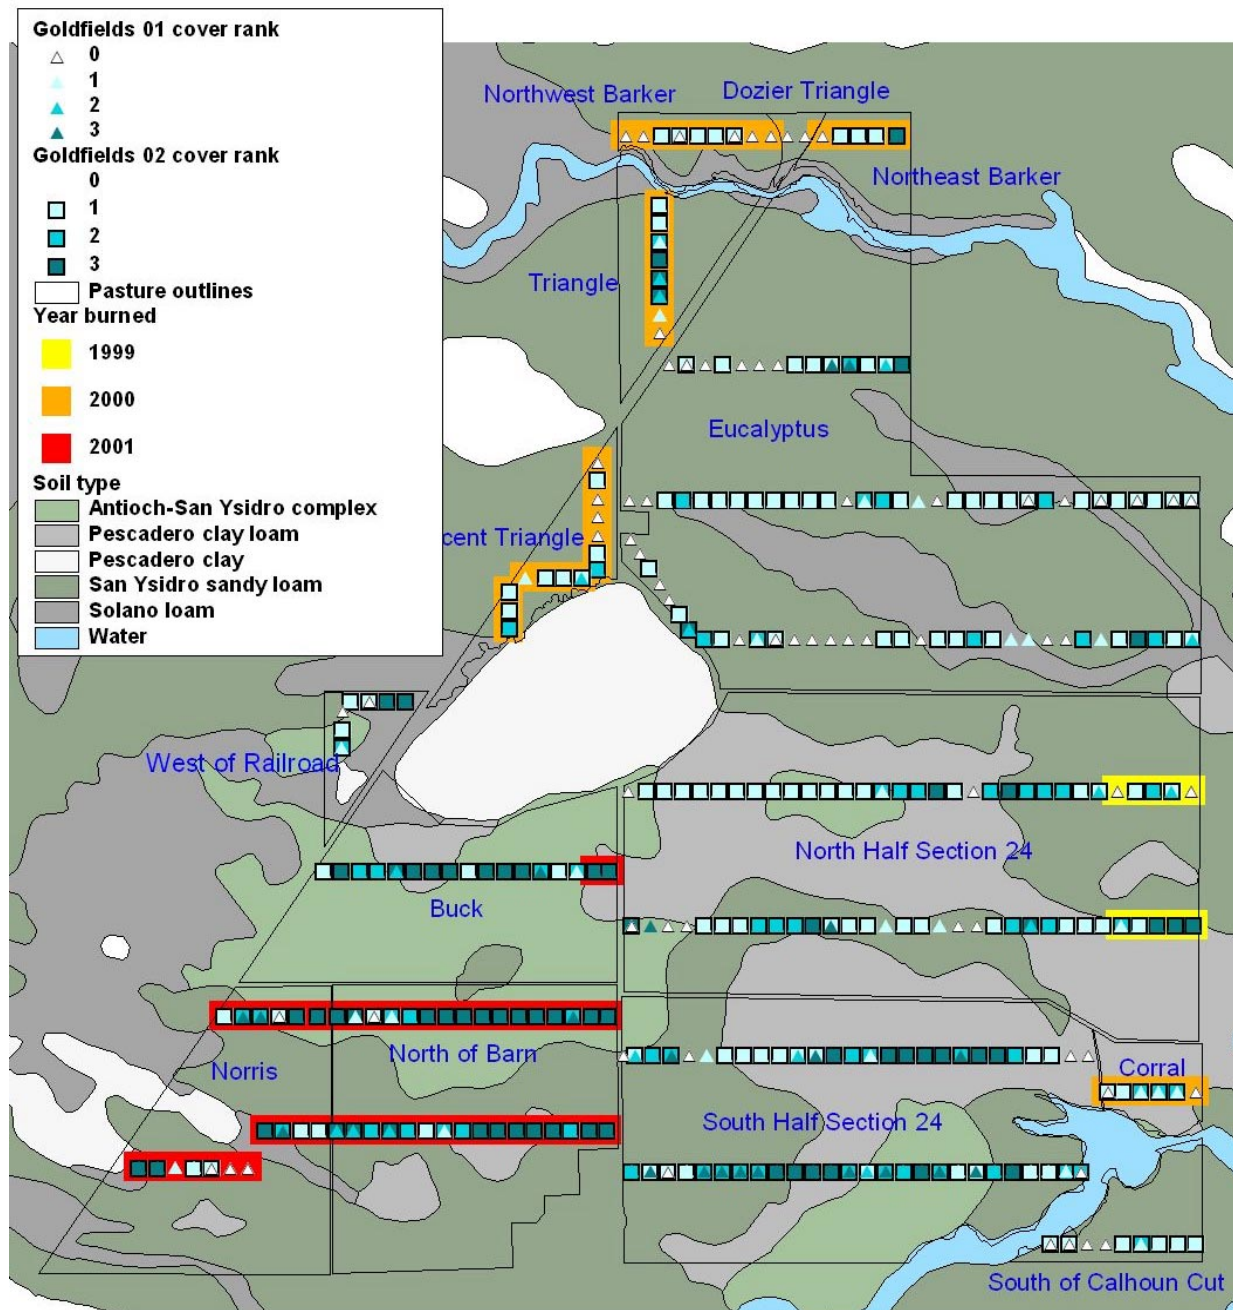 Goldfields 01 cover rank
0
1
2
3
Goldfields 02 cover rank
0
1
2
3
Pasture outlines
Year burned
1999
2000
2001
Soil type
Antioch-San Ysidro complex
Pescadero clay loam
Pescadero clay
San Ysidro sandy loam
Solano loam
Water
Northwest Barker
Dozier Triangle
Northeast Barker
Triangle
Eucalyptus
cent Triangle
West of Railroad
North Half Section 24
Buck
North of Barn
Norris
Corral
South Half Section 24
South of Calhoun Cut